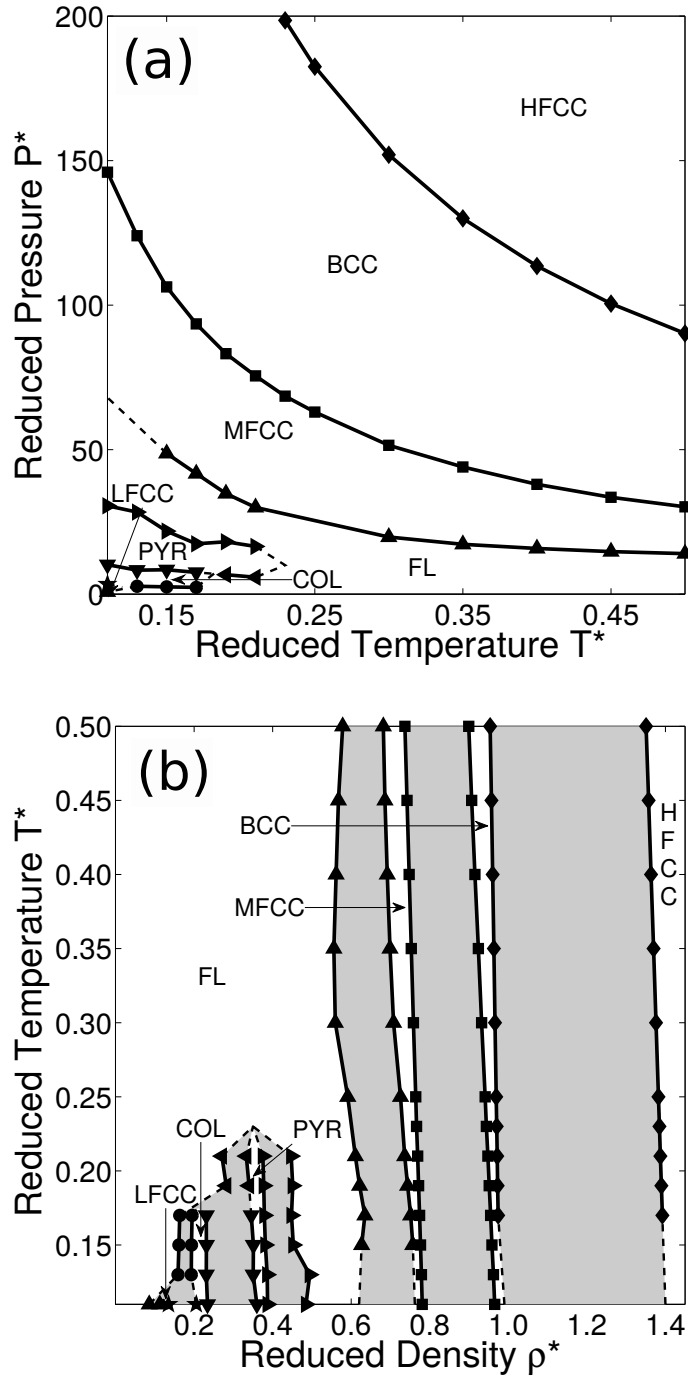 (a)
200
150
100
50
0
Reduced Pressure P*
HFCC
BCC
MFCC
LFCC
PYR
COL
FL
0.15
0.25
0.35
0.45
Reduced Temperature T*
(b)
0.50
0.45
0.40
0.35
0.30
0.25
0.20
0.15
Reduced Temperature T*
BCC
MFCC
FL
COL
PYR
LFCC
H
F
C
C
0.2
0.4
0.6
0.8
1.0
1.2
1.4
Reduced Density ρ*